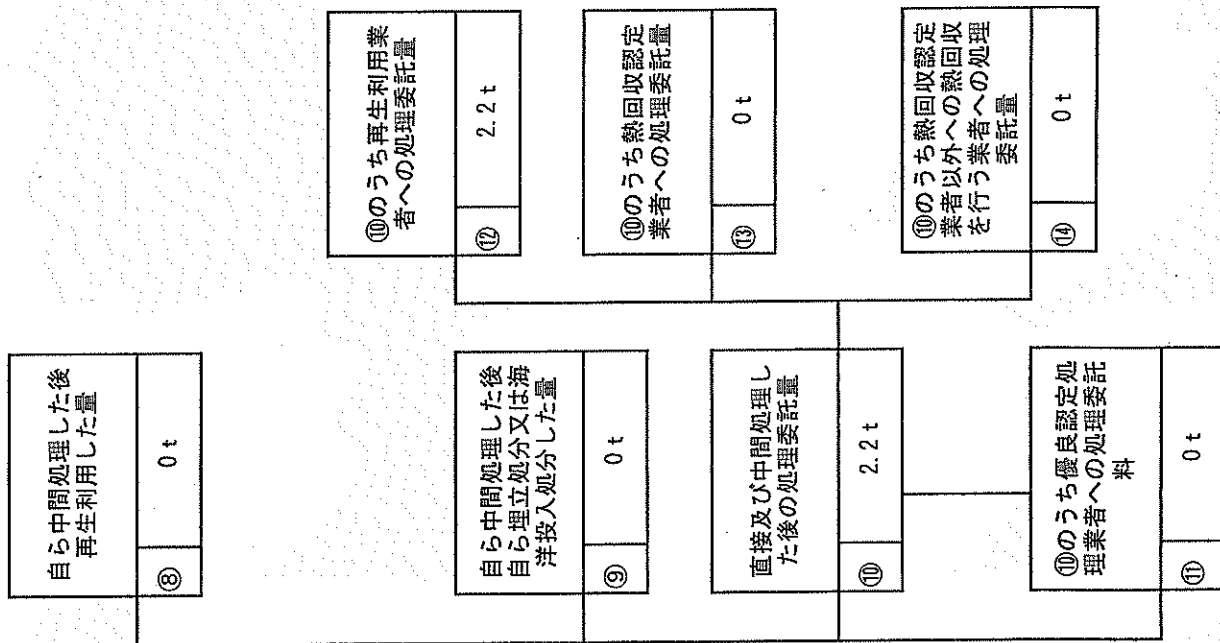 自ら中間処理した後
再生利用した量
⑧
0 t
自ら中間処理した後
自ら埋立処分又は海
洋投入処分した量
⑨
0 t
直接及び中間処理し
た後の処理委託量
⑩
2.2 t
⑩のうち優良認定処
理業者への処理委託
料
⑪
0 t
⑩のうち再生利用業
者への処理委託量
⑫
2.2 t
⑩のうち熱回収認定
業者への処理委託量
⑬
0 t
⑩のうち熱回収認定
業者以外への熱回収
を行う業者への処理
委託量
⑭
0 t